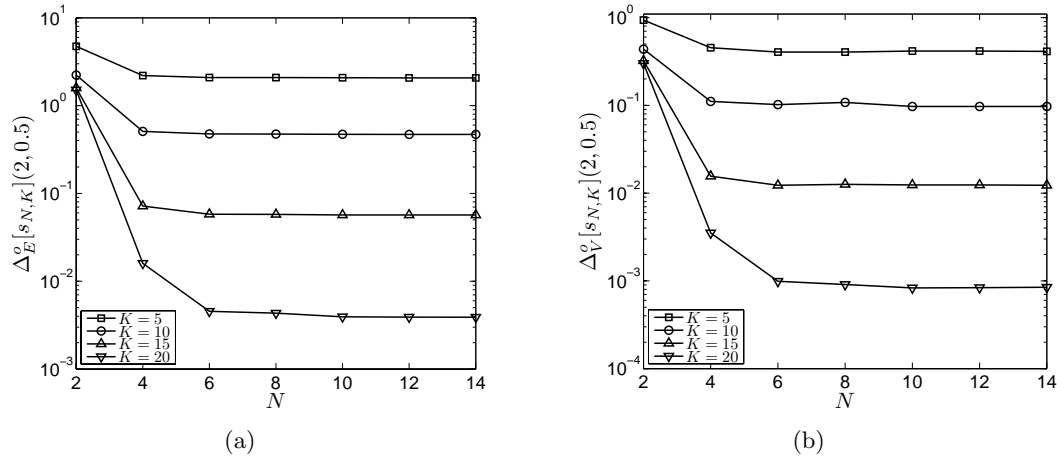 10^1
10^0
10^-1
10^-2
10^-3
Δ_E^o[s_{N,K}](2, 0.5)
K = 5
K = 10
K = 15
K = 20
2 4 6 8 10 12 14
N
(a)
10^0
10^-1
10^-2
10^-3
10^-4
Δ_V^o[s_{N,K}](2, 0.5)
K = 5
K = 10
K = 15
K = 20
2 4 6 8 10 12 14
N
(b)